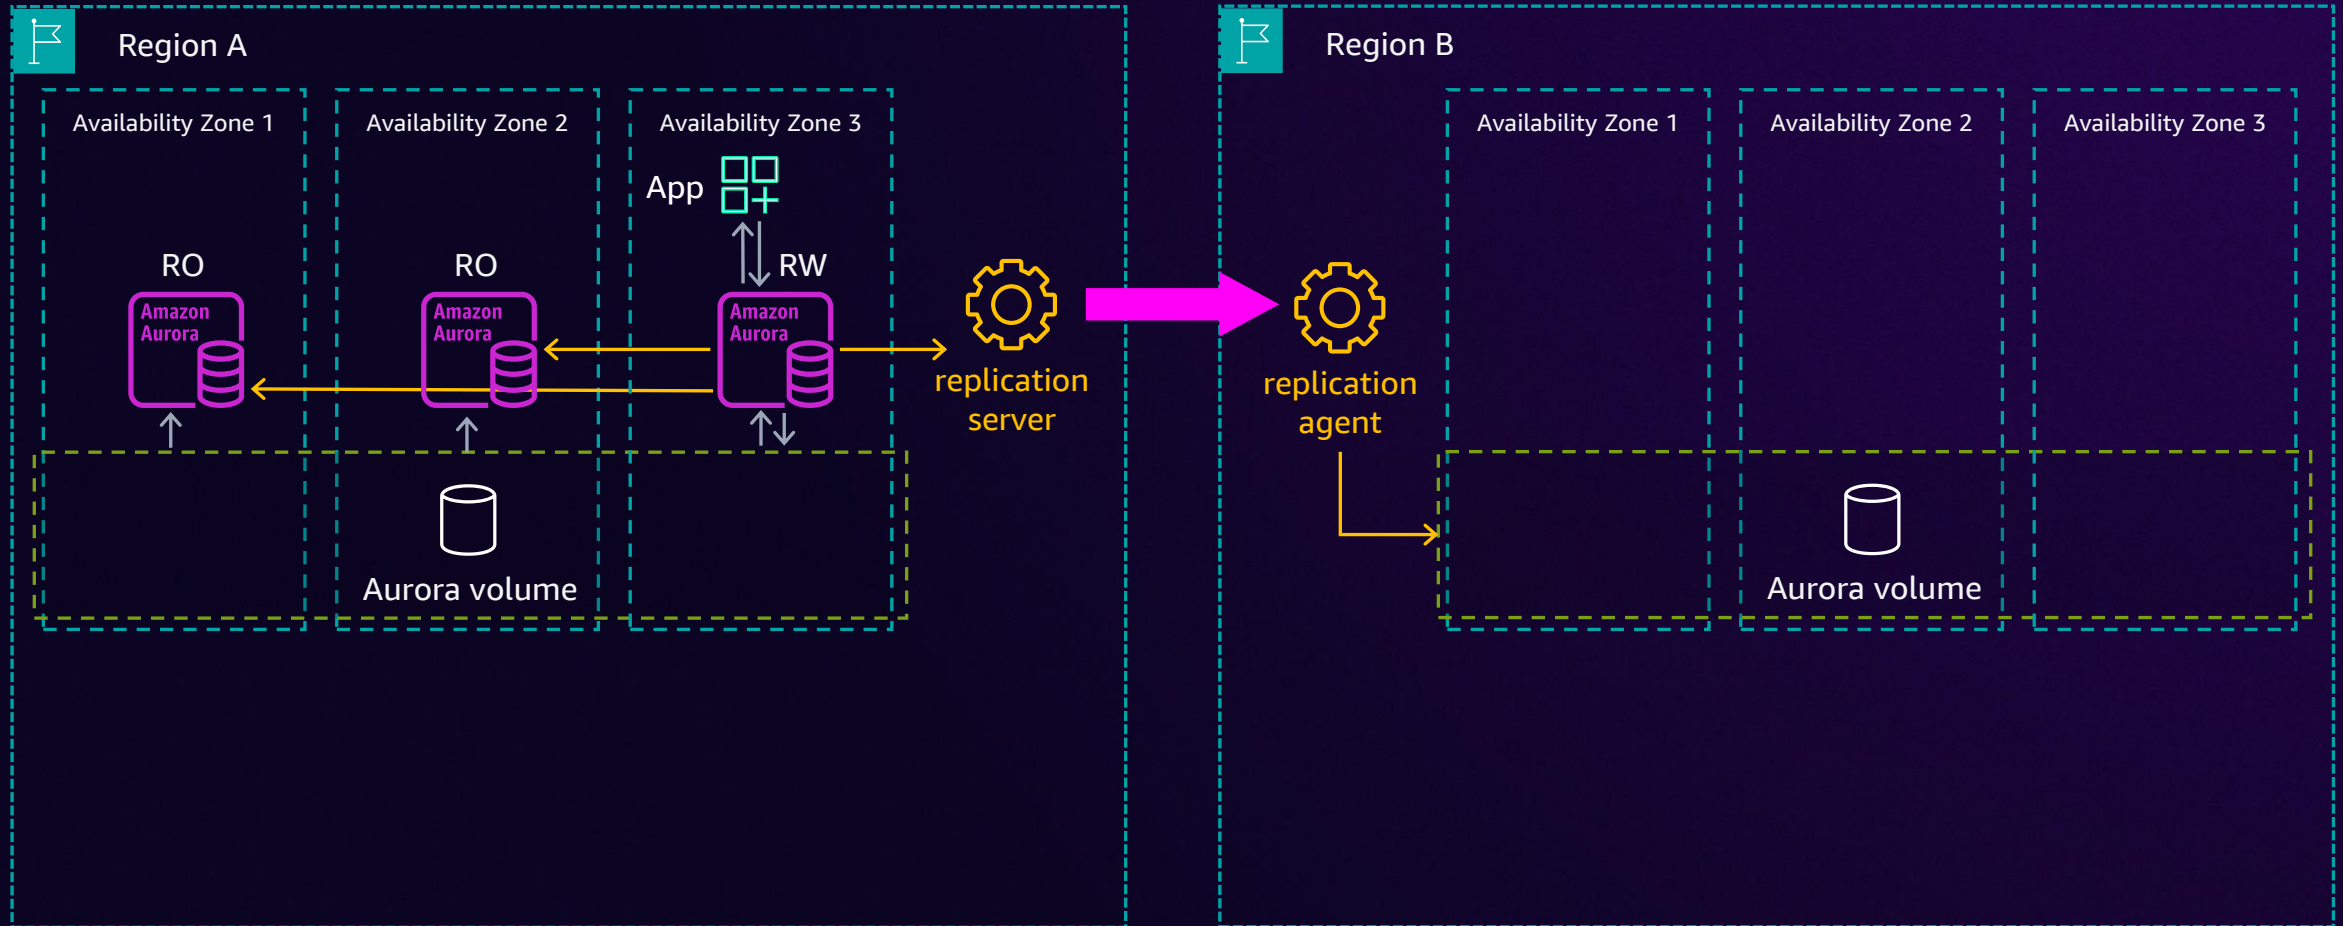 Region A
Availability Zone 1
Availability Zone 2
Availability Zone 3
App
RO
RO
RW
Amazon
Aurora
Amazon
Aurora
Amazon
Aurora
replication
server
Aurora volume
Region B
Availability Zone 1
Availability Zone 2
Availability Zone 3
replication
agent
Aurora volume